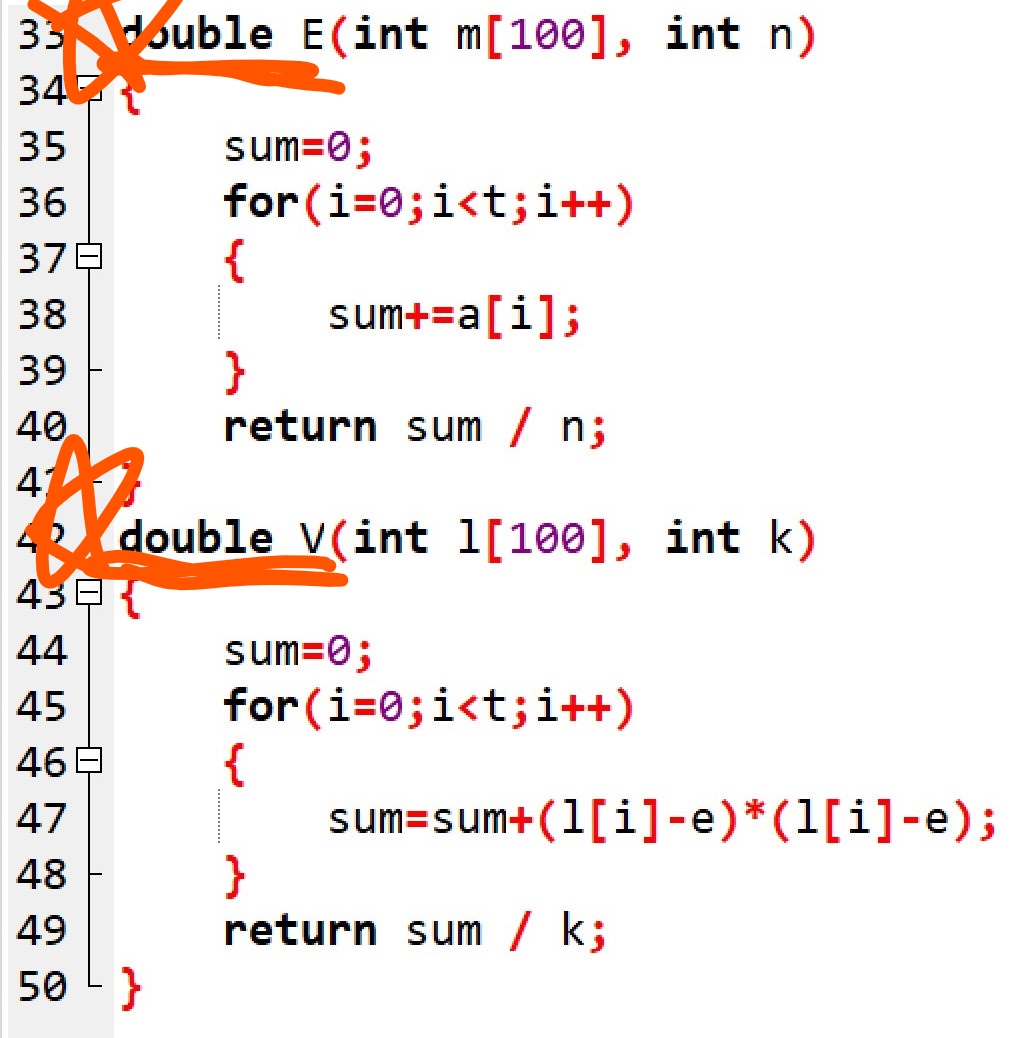 33 double E(int m[100], int n)
34 {
35 sum=0;
36 for(i=0;i<t;i++)
37 {
38 sum+=a[i];
39 }
40 return sum / n;
41 }
42 double V(int l[100], int k)
43 {
44 sum=0;
45 for(i=0;i<t;i++)
46 {
47 sum=sum+(l[i]-e)*(l[i]-e);
48 }
49 return sum / k;
50 }